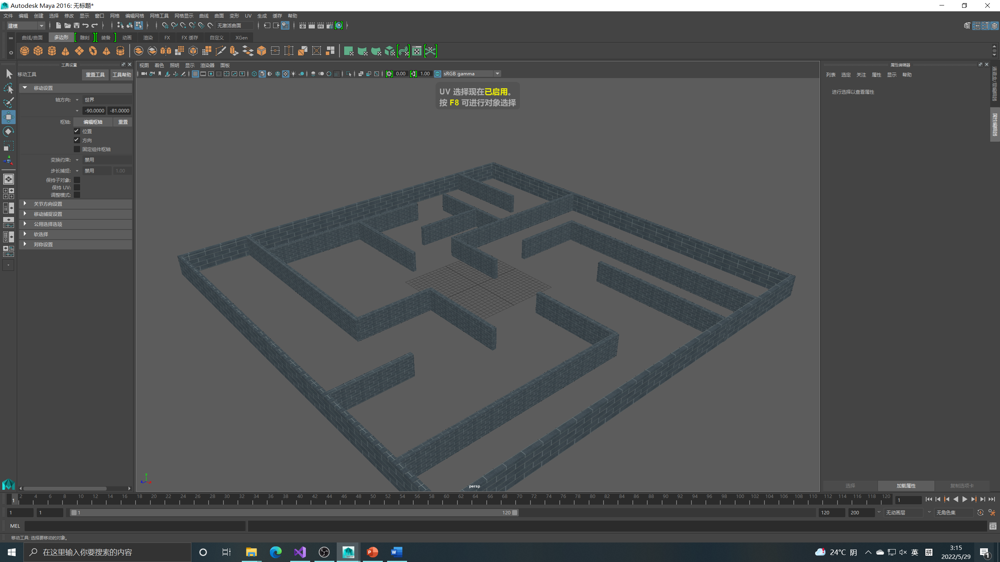 Autodesk Maya 2016: 无标题*
文件 编辑 创建 选择 修改 显示 窗口 网格 编辑网格 网格工具 网格显示 曲线 曲面 变形 UV 生成 缓存 帮助
建模 无激活曲面
曲线/曲面 多边形 雕刻 装备 动画 渲染 FX FX 缓存 自定义 XGen
工具设置
移动工具 重置工具 工具帮助
移动设置
轴方向: 世界
-90.0000 -81.0000
枢轴: 编辑枢轴 重置
位置
方向
固定组件枢轴
变换约束: 禁用
步长捕捉: 禁用 1.00
保持子对象:
保持 UV:
调整模式:
关节方向设置
移动捕捉设置
公用选择选项
软选择
对称设置
视图 着色 照明 显示 渲染器 面板
0.00 1.00 sRGB gamma
UV 选择现在已启用。
按 F8 可进行对象选择
persp
y
z
x
属性编辑器
列表 选定 关注 属性 显示 帮助
进行选择以查看属性
通道盒/层编辑器
属性编辑器
选择 加载属性 复制选项卡
1 2 4 6 8 10 12 14 16 18 20 22 24 26 28 30 32 34 36 38 40 42 44 46 48 50 52 54 56 58 60 62 64 66 68 70 72 74 76 78 80 82 84 86 88 90 92 94 96 98 100 102 104 106 108 110 112 114 116 118 120 1
1 1 1 120 120 200 无动画层 无角色集
MEL
移动工具: 选择要移动的对象。
在这里输入你要搜索的内容
24°C 阴 英 拼 3:15
2022/5/29
1